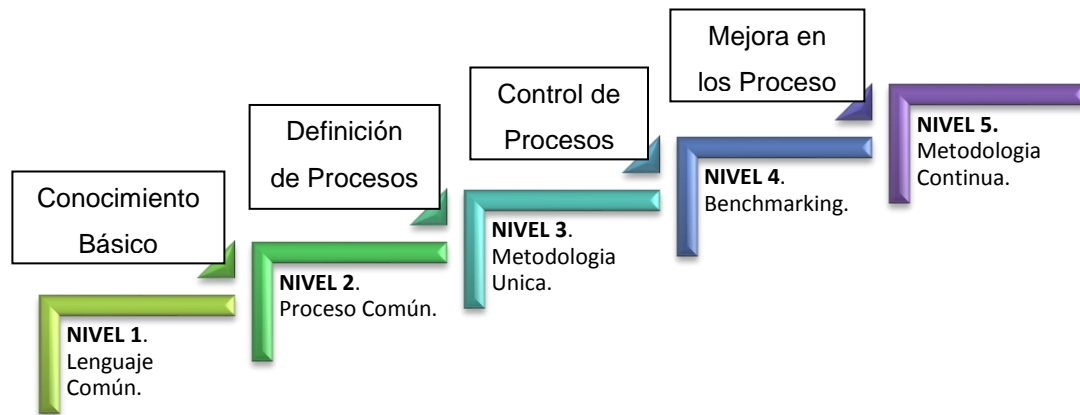 Conocimiento
Básico
NIVEL 1.
Lenguaje
Común.
Definición
de Procesos
NIVEL 2.
Proceso Común.
Control de
Procesos
NIVEL 3.
Metodologia
Unica.
Mejora en
los Proceso
NIVEL 4.
Benchmarking.
NIVEL 5.
Metodologia
Continua.